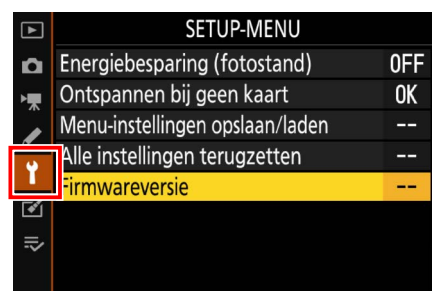 SETUP-MENU
Energiebesparing (fotostand) OFF
Ontspannen bij geen kaart OK
Menu-instellingen opslaan/laden --
Alle instellingen terugzetten --
Firmwareversie --